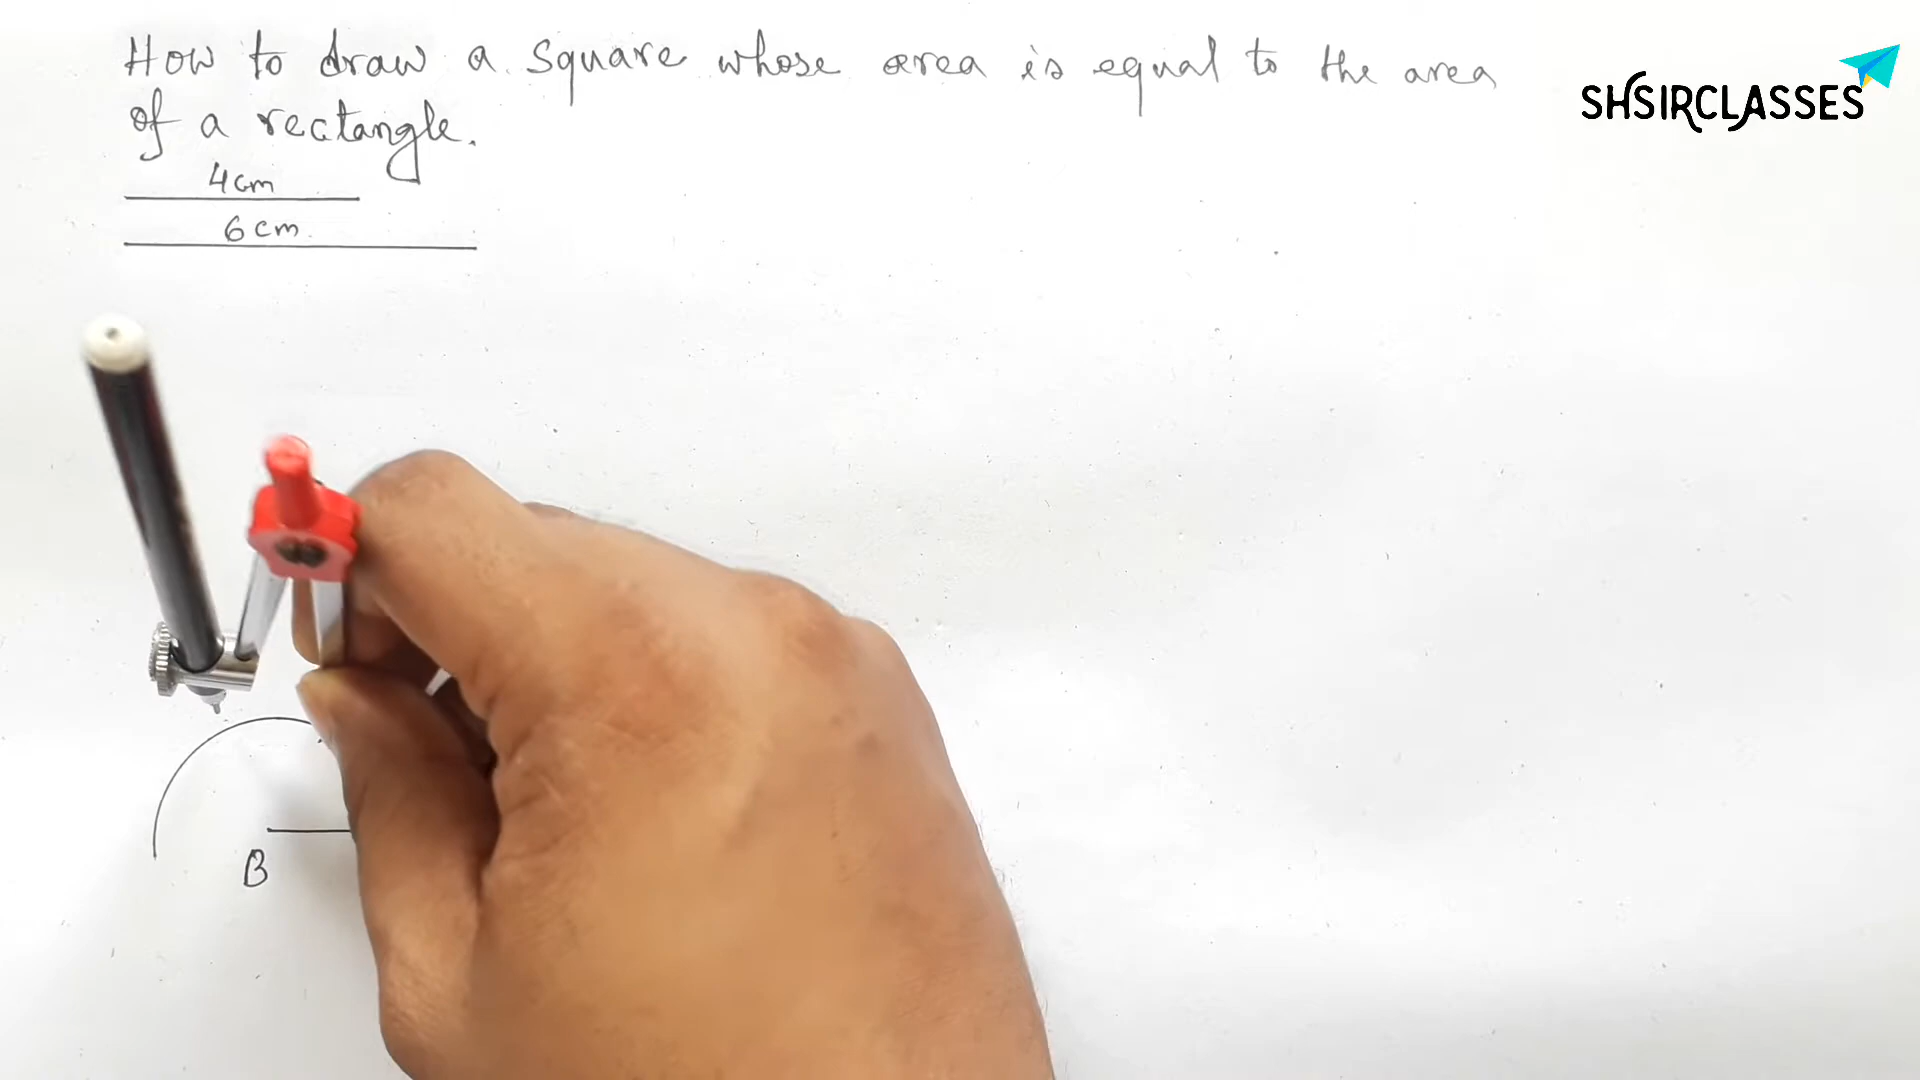 How to draw a square whose area is equal to the area
of a rectangle.
SHSIRCLASSES
4cm
6cm.
B